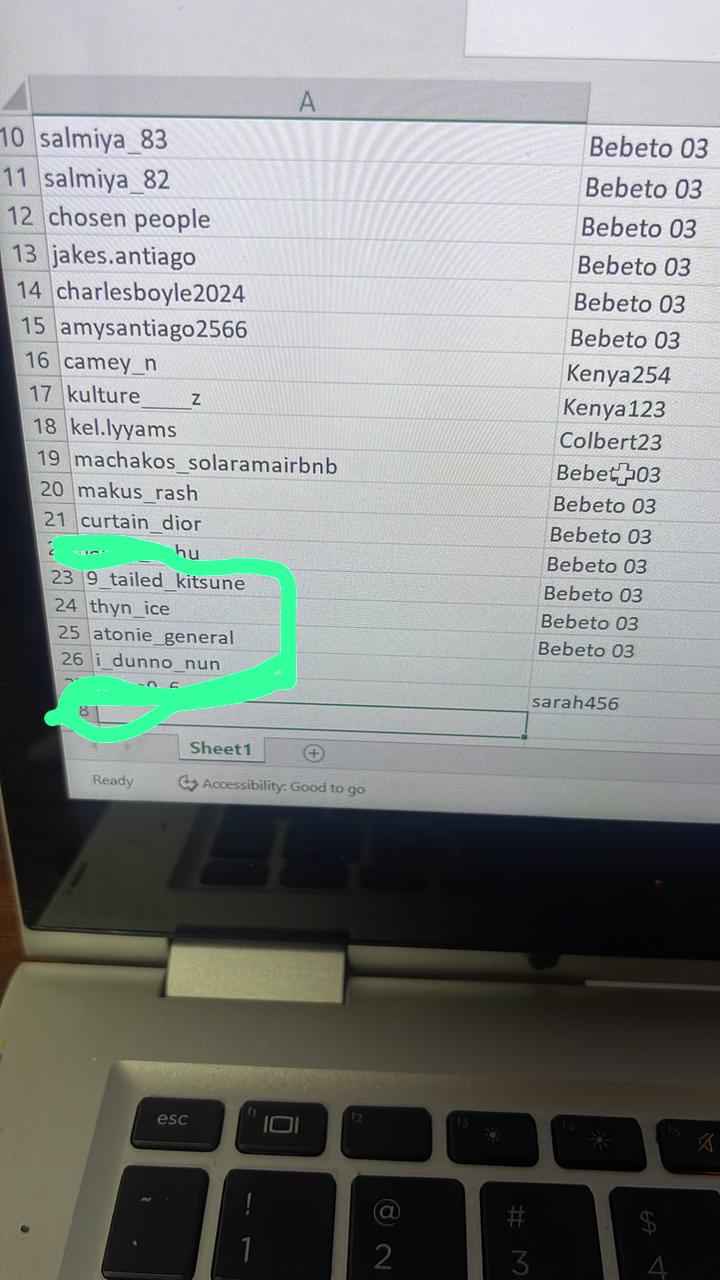 A
10 salmiya_83 Bebeto 03
11 salmiya_82 Bebeto 03
12 chosen people Bebeto 03
13 jakes.antiago Bebeto 03
14 charlesboyle2024 Bebeto 03
15 amysantiago2566 Bebeto 03
16 camey_n Kenya254
17 kulture____z Kenya123
18 kel.lyyams Colbert23
19 machakos_solaramairbnb Bebeto 03
20 makus_rash Bebeto 03
21 curtain_dior Bebeto 03
hu Bebeto 03
23 9_tailed_kitsune Bebeto 03
24 thyn_ice Bebeto 03
25 atonie_general Bebeto 03
26 i_dunno_nun
sarah456
8
Sheet1
Ready Accessibility: Good to go
esc f1 f2 f3 f4 f5
~ ! @ # $
` 1 2 3 4